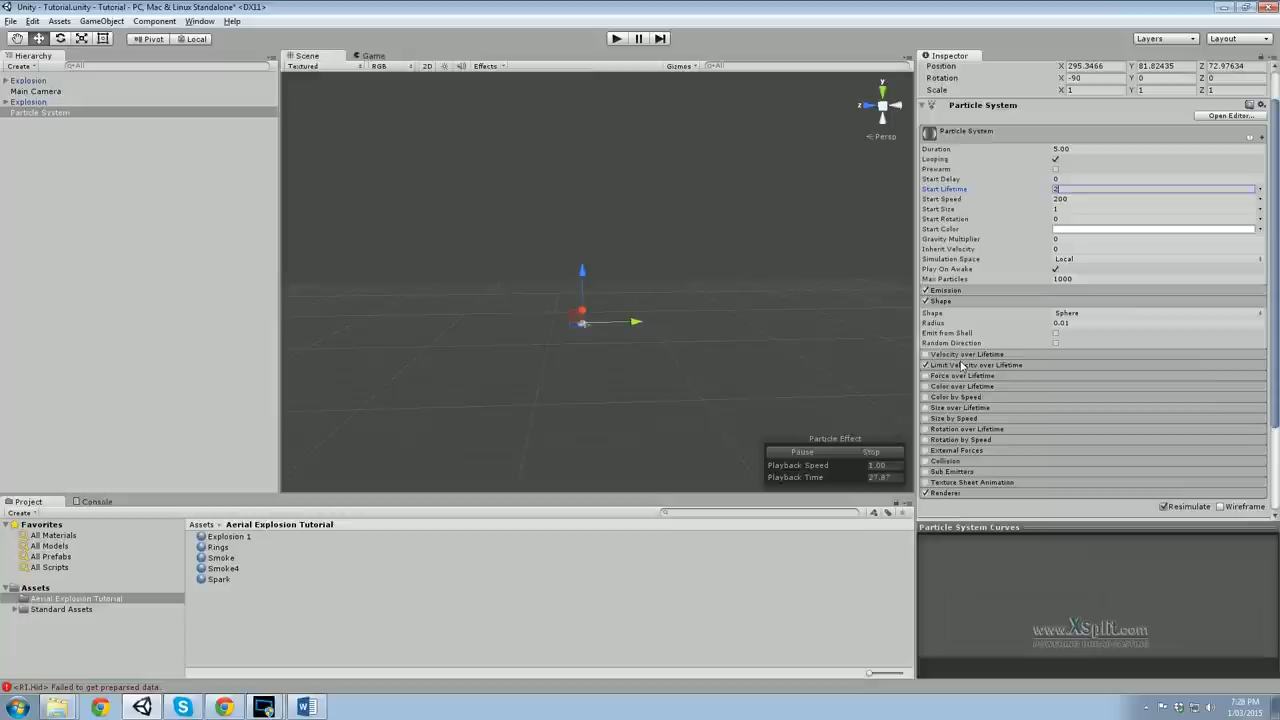 Unity - Tutorial.unity - Tutorial - PC, Mac & Linux Standalone* <DX11>
File Edit Assets GameObject Component Window Help
Pivot Local Layers Layout
Hierarchy
Create All
Explosion
Main Camera
Explosion
Particle System
Scene Game
Textured RGB 2D Effects Gizmos All
y
z
Persp
Particle Effect
Pause Stop
Playback Speed 1.00
Playback Time 27.87
Inspector
Position X 295.3466 Y 81.82435 Z 72.97634
Rotation X -90 Y 0 Z 0
Scale X 1 Y 1 Z 1
Particle System
Open Editor...
Particle System
Duration 5.00
Looping
Prewarm
Start Delay 0
Start Lifetime 2
Start Speed 200
Start Size 1
Start Rotation 0
Start Color
Gravity Multiplier 0
Inherit Velocity 0
Simulation Space Local
Play On Awake
Max Particles 1000
Emission
Shape
Shape Sphere
Radius 0.01
Emit from Shell
Random Direction
Velocity over Lifetime
Limit Velocity over Lifetime
Force over Lifetime
Color over Lifetime
Color by Speed
Size over Lifetime
Size by Speed
Rotation over Lifetime
Rotation by Speed
External Forces
Collision
Sub Emitters
Texture Sheet Animation
Renderer
Resimulate Wireframe
Particle System Curves
www.XSplit.com
POWERING BROADCASTING
Project Console
Create
Favorites
All Materials
All Models
All Prefabs
All Scripts
Assets
Aerial Explosion Tutorial
Standard Assets
Assets Aerial Explosion Tutorial
Explosion 1
Rings
Smoke
Smoke4
Spark
<RI.Hid> Failed to get preparsed data.
7:28 PM
1/03/2015